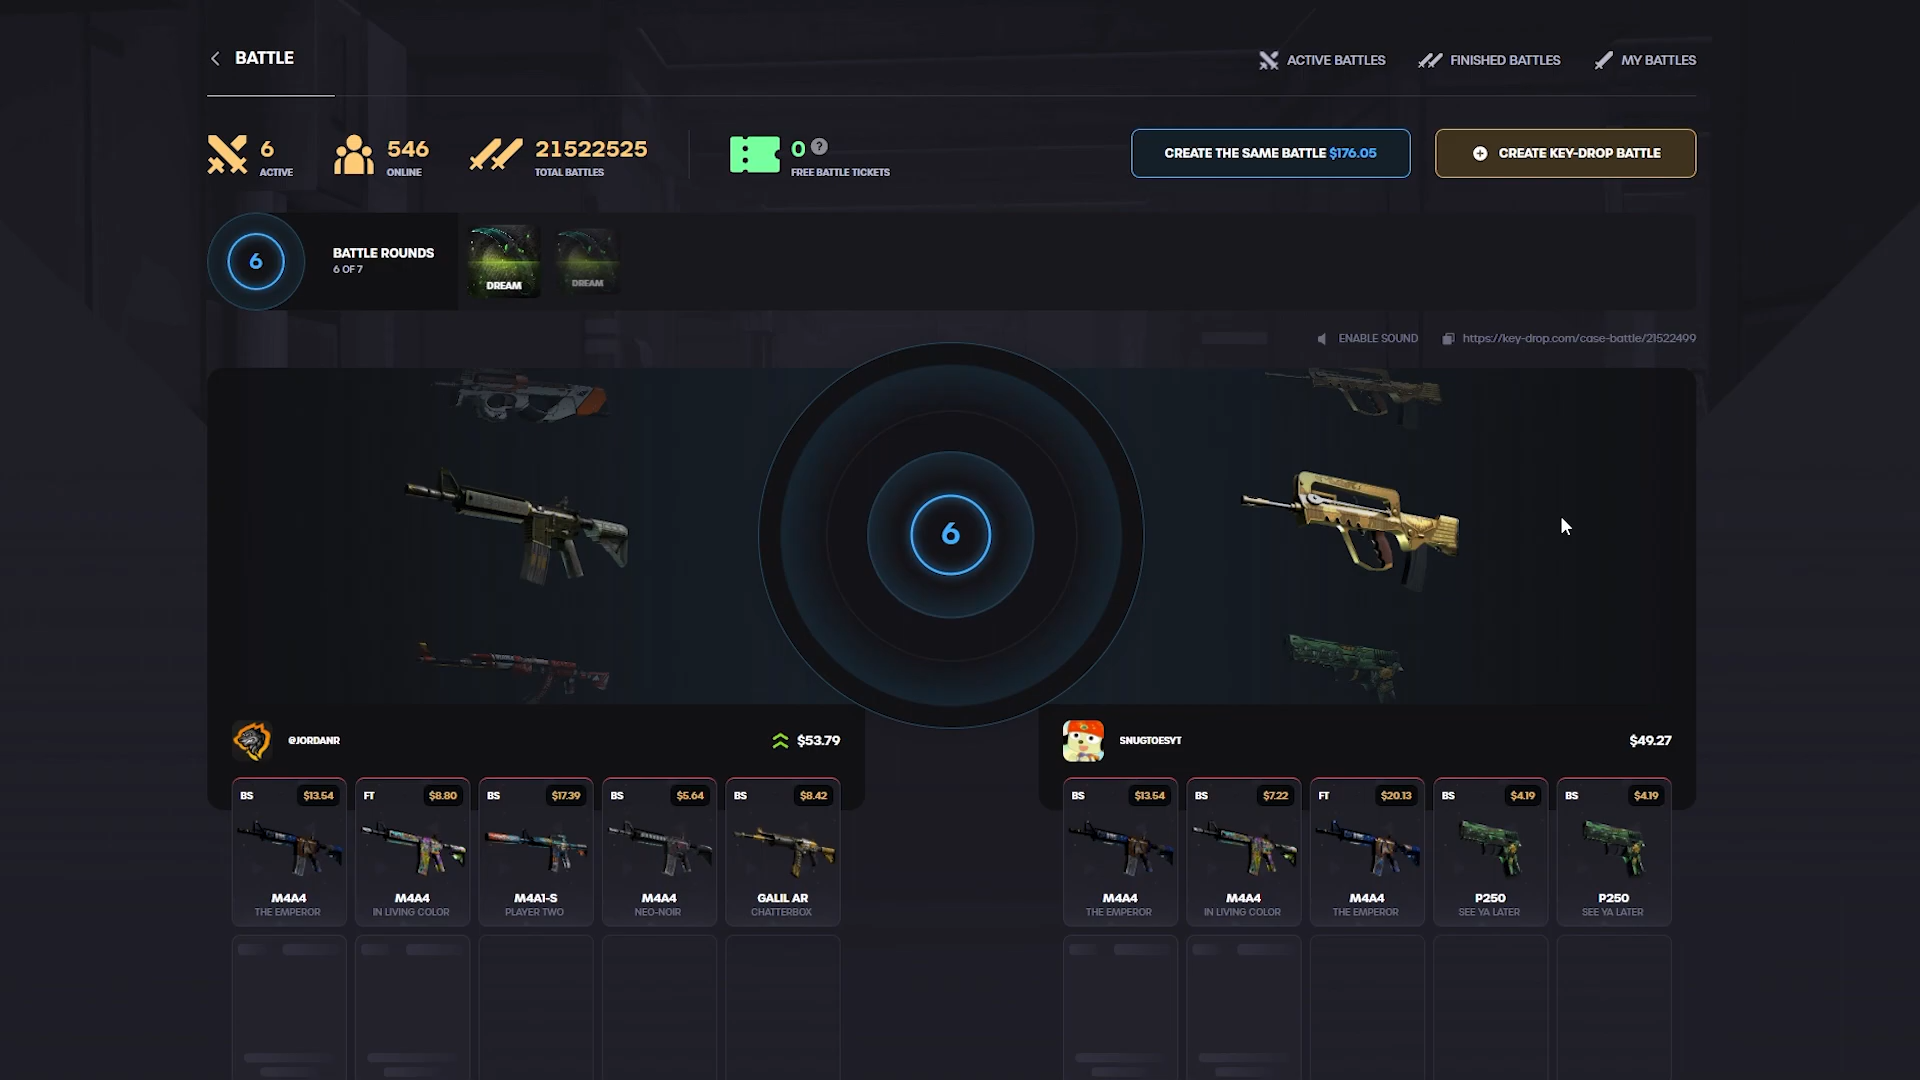 BATTLE
ACTIVE BATTLES
FINISHED BATTLES
MY BATTLES
6
ACTIVE
546
ONLINE
21522525
TOTAL BATTLES
0 ?
FREE BATTLE TICKETS
CREATE THE SAME BATTLE $176.05
CREATE KEY-DROP BATTLE
6
BATTLE ROUNDS
6 OF 7
DREAM
DREAM
ENABLE SOUND
https://key-drop.com/case-battle/21522499
6
@JORDANR
$53.79
SNUGTOESYT
$49.27
BS $13.54
M4A4
THE EMPEROR
FT $8.80
M4A4
IN LIVING COLOR
BS $17.39
M4A1-S
PLAYER TWO
BS $5.64
M4A4
NEO-NOIR
BS $8.42
GALIL AR
CHATTERBOX
BS $13.54
M4A4
THE EMPEROR
BS $7.22
M4A4
IN LIVING COLOR
FT $20.13
M4A4
THE EMPEROR
BS $4.19
P250
SEE YA LATER
BS $4.19
P250
SEE YA LATER